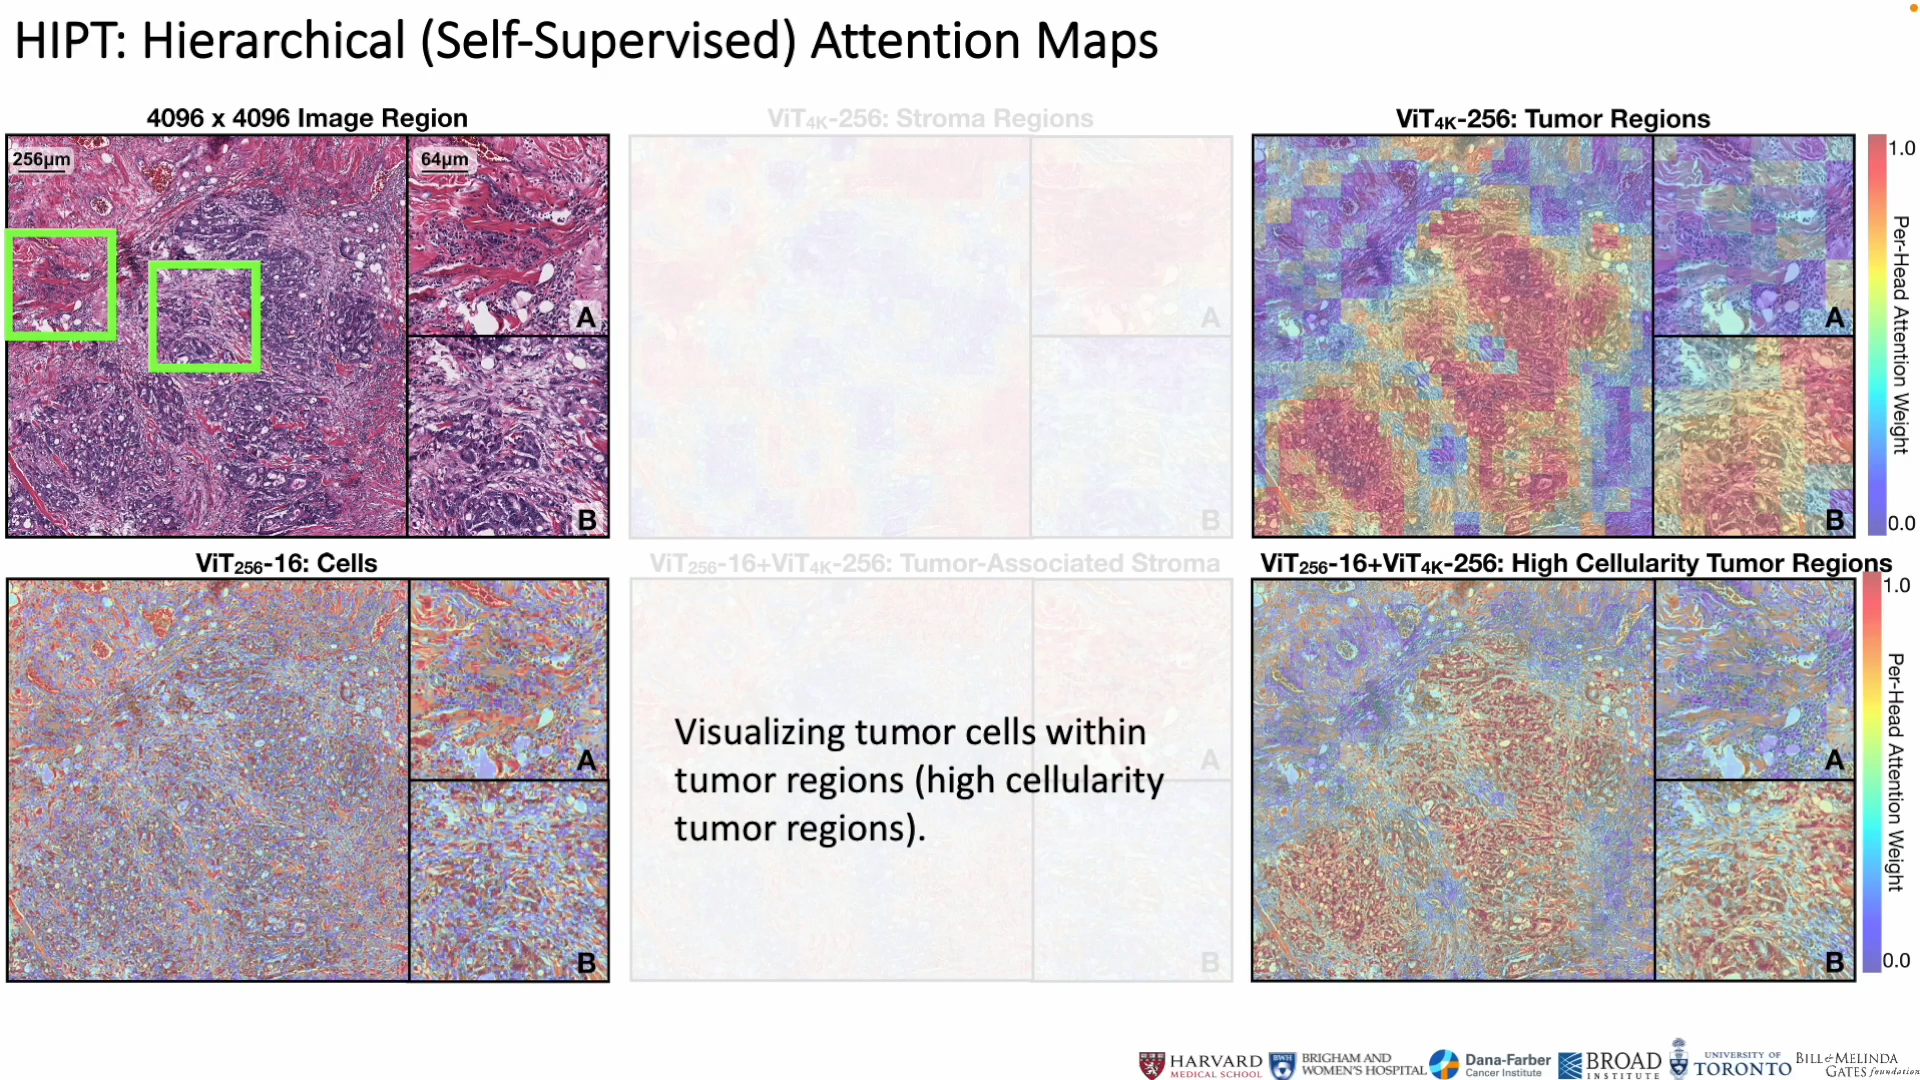 HIPT: Hierarchical (Self-Supervised) Attention Maps
4096 x 4096 Image Region
256µm
64µm
A
B
ViT4K-256: Stroma Regions
A
B
ViT4K-256: Tumor Regions
A
B
1.0
Per-Head Attention Weight
0.0
ViT256-16: Cells
A
B
ViT256-16+ViT4K-256: Tumor-Associated Stroma
A
B
Visualizing tumor cells within
tumor regions (high cellularity
tumor regions).
ViT256-16+ViT4K-256: High Cellularity Tumor Regions
A
B
1.0
Per-Head Attention Weight
0.0
HARVARD
MEDICAL SCHOOL
BWH
BRIGHAM AND
WOMEN'S HOSPITAL
Dana-Farber
Cancer Institute
BROAD
INSTITUTE
UNIVERSITY OF
TORONTO
BILL & MELINDA
GATES foundation